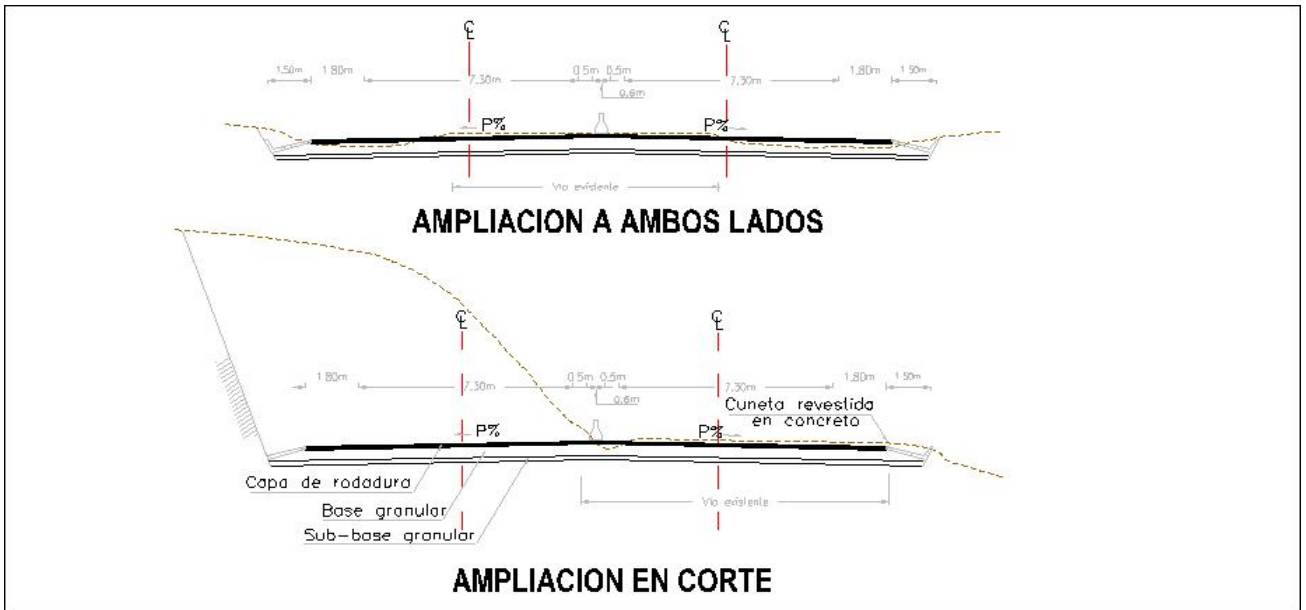 ℄ ℄
1.50m 1.80m 7.30m 0.5m 0.5m 7.30m 1.80m 1.50m
0.6m
P% P%
Via existente
AMPLIACION A AMBOS LADOS
℄ ℄
1.80m 7.30m 0.5m 0.5m 7.30m 1.80m 1.50m
0.6m
Cuneta revestida
en concreto
P% P%
Capa de rodadura
Via existente
Base granular
Sub-base granular
AMPLIACION EN CORTE